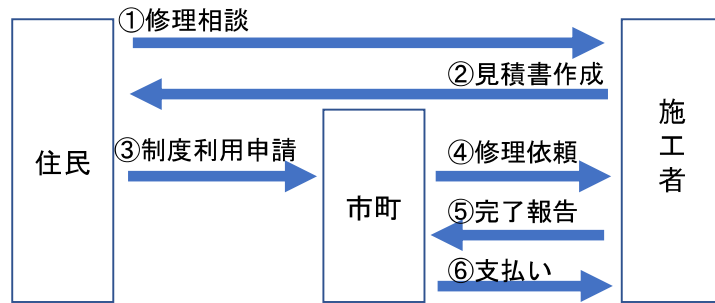 ①修理相談
②見積書作成
住民
③制度利用申請
市町
④修理依頼
⑤完了報告
⑥支払い
施工者